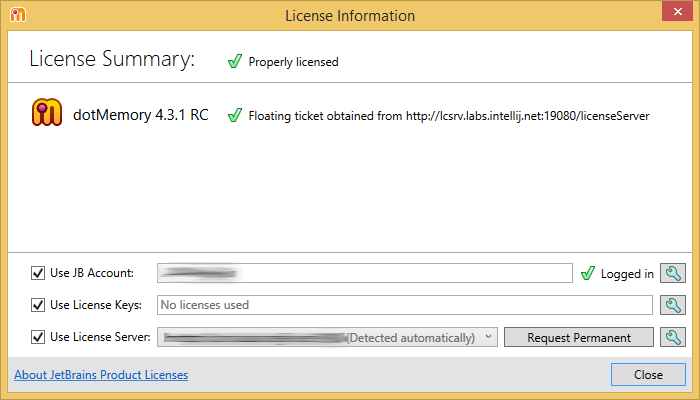 License Information
License Summary: Properly licensed
dotMemory 4.3.1 RC Floating ticket obtained from http://lcsrv.labs.intellij.net:19080/licenseServer
Use JB Account: Logged in
Use License Keys: No licenses used
Use License Server: (Detected automatically) Request Permanent
About JetBrains Product Licenses Close